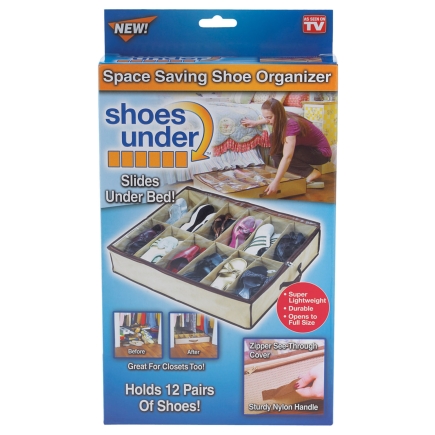 NEW!
AS SEEN ON
TV
Space Saving Shoe Organizer
shoes
under
Slides
Under Bed!
• Super
Lightweight
• Durable
• Opens to
Full Size
Before
After
Great For Closets Too!
Zipper See-Through
Cover
Holds 12 Pairs
Of Shoes!
Sturdy Nylon Handle